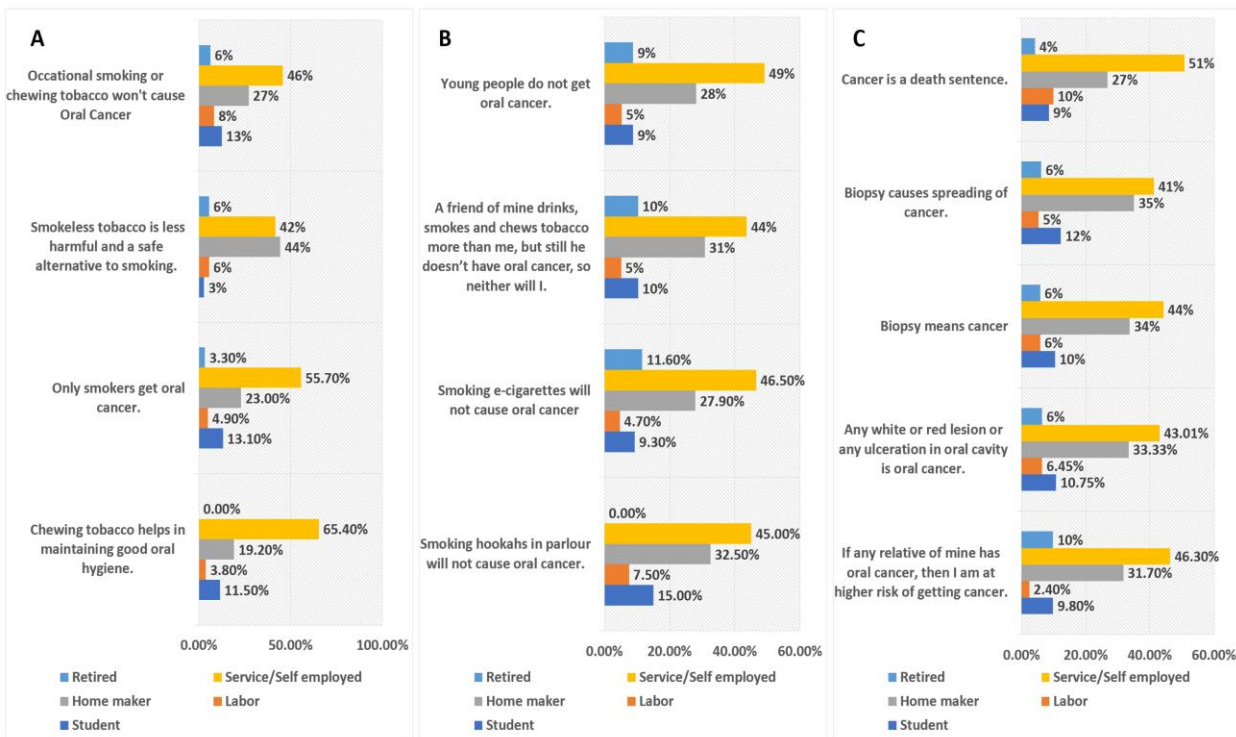 A
Occational smoking or
chewing tobacco won't cause
Oral Cancer
6%
46%
27%
8%
13%
Smokeless tobacco is less
harmful and a safe
alternative to smoking.
6%
42%
44%
6%
3%
Only smokers get oral
cancer.
3.30%
55.70%
23.00%
4.90%
13.10%
Chewing tobacco helps in
maintaining good oral
hygiene.
0.00%
65.40%
19.20%
3.80%
11.50%
0.00% 50.00% 100.00%
Retired Service/Self employed
Home maker Labor
Student
B
Young people do not get
oral cancer.
9%
49%
28%
5%
9%
A friend of mine drinks,
smokes and chews tobacco
more than me, but still he
doesn't have oral cancer, so
neither will I.
10%
44%
31%
5%
10%
Smoking e-cigarettes will
not cause oral cancer
11.60%
46.50%
27.90%
4.70%
9.30%
Smoking hookahs in parlour
will not cause oral cancer.
0.00%
45.00%
32.50%
7.50%
15.00%
0.00% 20.00% 40.00% 60.00%
Retired Service/Self employed
Home maker Labor
Student
C
Cancer is a death sentence.
4%
51%
27%
10%
9%
Biopsy causes spreading of
cancer.
6%
41%
35%
5%
12%
Biopsy means cancer
6%
44%
34%
6%
10%
Any white or red lesion or
any ulceration in oral cavity
is oral cancer.
6%
43.01%
33.33%
6.45%
10.75%
If any relative of mine has
oral cancer, then I am at
higher risk of getting cancer.
10%
46.30%
31.70%
2.40%
9.80%
0.00% 20.00% 40.00% 60.00%
Retired Service/Self employed
Home maker Labor
Student